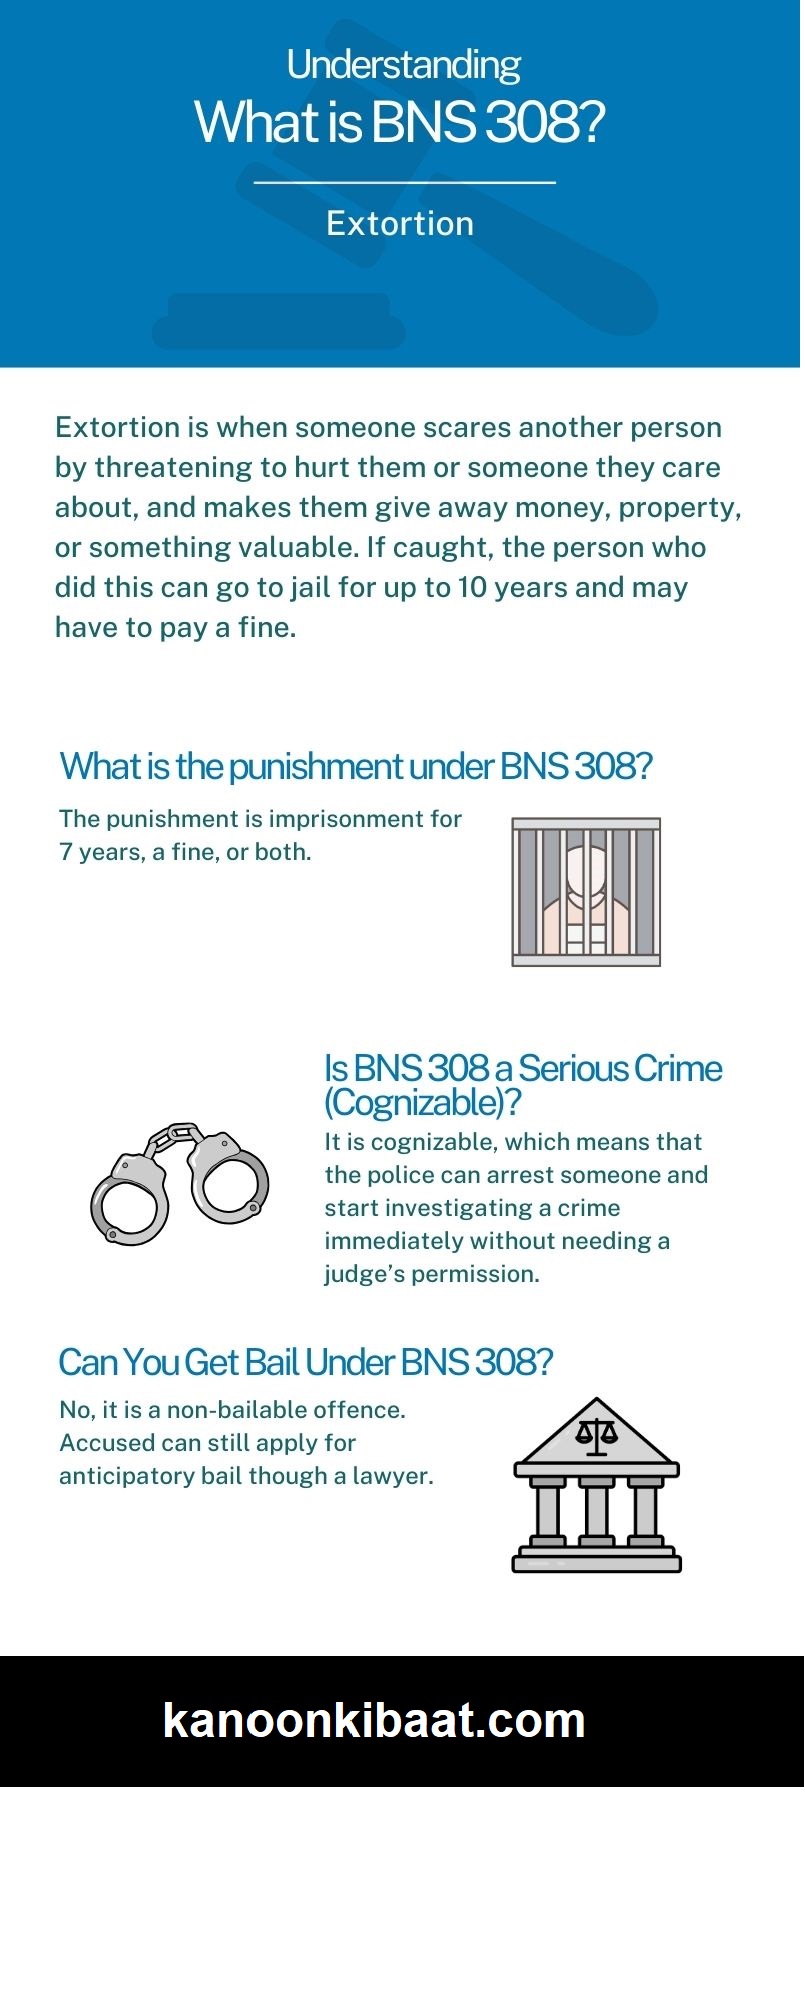 Understanding
What is BNS 308?
Extortion
Extortion is when someone scares another person
by threatening to hurt them or someone they care
about, and makes them give away money, property,
or something valuable. If caught, the person who
did this can go to jail for up to 10 years and may
have to pay a fine.
What is the punishment under BNS 308?
The punishment is imprisonment for
7 years, a fine, or both.
Is BNS 308 a Serious Crime
(Cognizable)?
It is cognizable, which means that
the police can arrest someone and
start investigating a crime
immediately without needing a
judge’s permission.
Can You Get Bail Under BNS 308?
No, it is a non-bailable offence.
Accused can still apply for
anticipatory bail though a lawyer.
kanoonkibaat.com